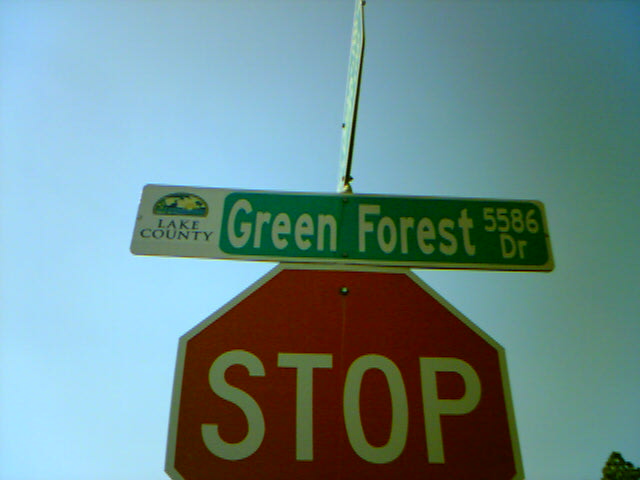 LAKE
COUNTY
Green Forest 5586 Dr
STOP